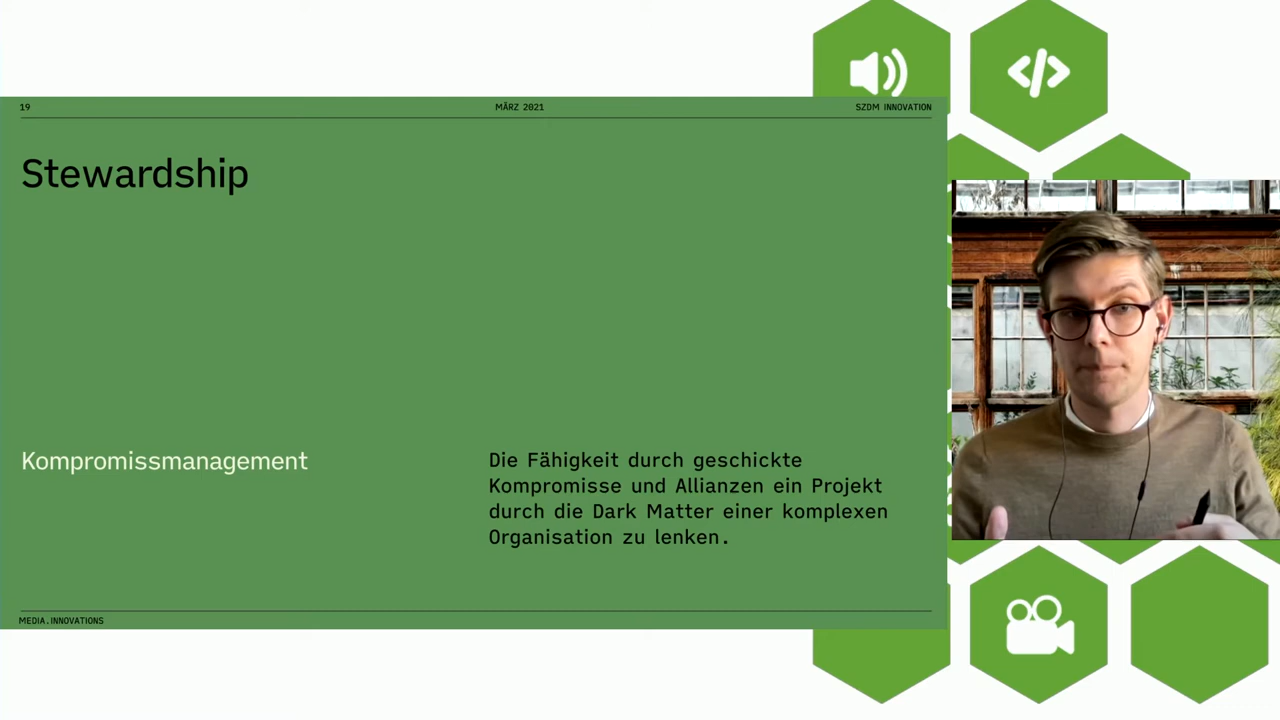 19
MÄRZ 2021
SZDM INNOVATION
Stewardship
Kompromissmanagement
Die Fähigkeit durch geschickte
Kompromisse und Allianzen ein Projekt
durch die Dark Matter einer komplexen
Organisation zu lenken.
MEDIA.INNOVATIONS